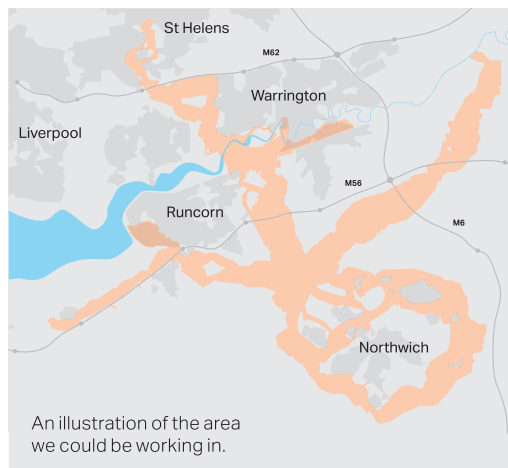 St Helens
M62
Warrington
Liverpool
M56
Runcorn
M6
Northwich
An illustration of the area
we could be working in.